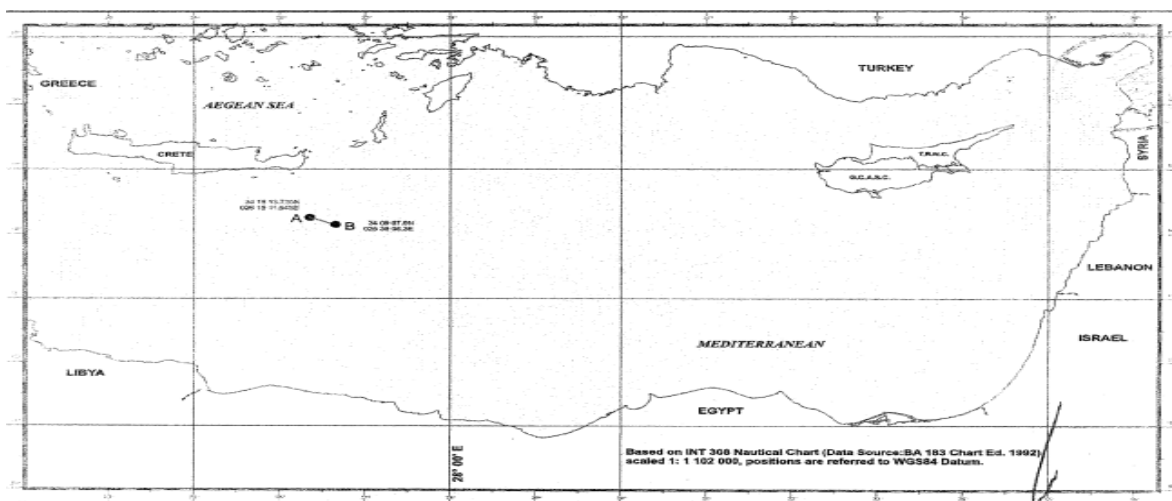 TURKEY
GREECE
AEGEAN SEA
CRETE
T.R.N.C.
G.C.A.S.C.
SYRIA
A
B
LEBANON
ISRAEL
MEDITERRANEAN
LIBYA
EGYPT
28° 00' E
Based on INT 308 Nautical Chart (Data Source:BA 183 Chart Ed. 1992)
scaled 1: 1 102 000, positions are referred to WGS84 Datum.